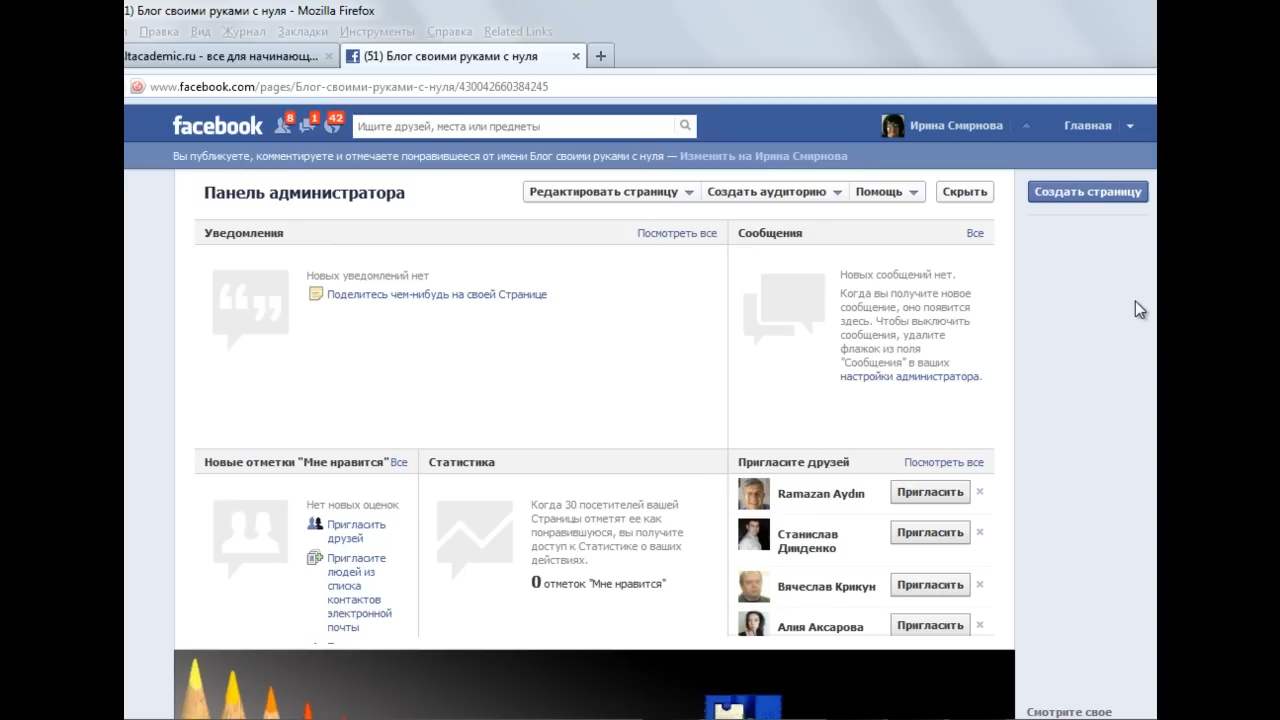 1) Блог своими руками с нуля - Mozilla Firefox
Правка Вид Журнал Закладки Инструменты Справка Related Links
ltacademic.ru - все для начинающ...
(51) Блог своими руками с нуля
www.facebook.com/pages/Блог-своими-руками-с-нуля/430042660384245
facebook
8
1
42
Ищите друзей, места или предметы
Ирина Смирнова
Главная
Вы публикуете, комментируете и отмечаете понравившееся от имени Блог своими руками с нуля — Изменить на Ирина Смирнова
Панель администратора
Редактировать страницу
Создать аудиторию
Помощь
Скрыть
Создать страницу
Уведомления
Посмотреть все
Новых уведомлений нет
Поделитесь чем-нибудь на своей Странице
Сообщения
Все
Новых сообщений нет.
Когда вы получите новое
сообщение, оно появится
здесь. Чтобы выключить
сообщения, удалите
флажок из поля
"Сообщения" в ваших
настройки администратора.
Новые отметки "Мне нравится"
Все
Нет новых оценок
Пригласить
друзей
Пригласите
людей из
списка
контактов
электронной
почты
Статистика
Когда 30 посетителей вашей
Страницы отметят ее как
понравившуюся, вы получите
доступ к Статистике о ваших
действиях.
0 отметок "Мне нравится"
Пригласите друзей
Посмотреть все
Ramazan Aydın
Пригласить
Станислав
Дииденко
Пригласить
Вячеслав Крикун
Пригласить
Алия Аксарова
Пригласить
Смотрите свое